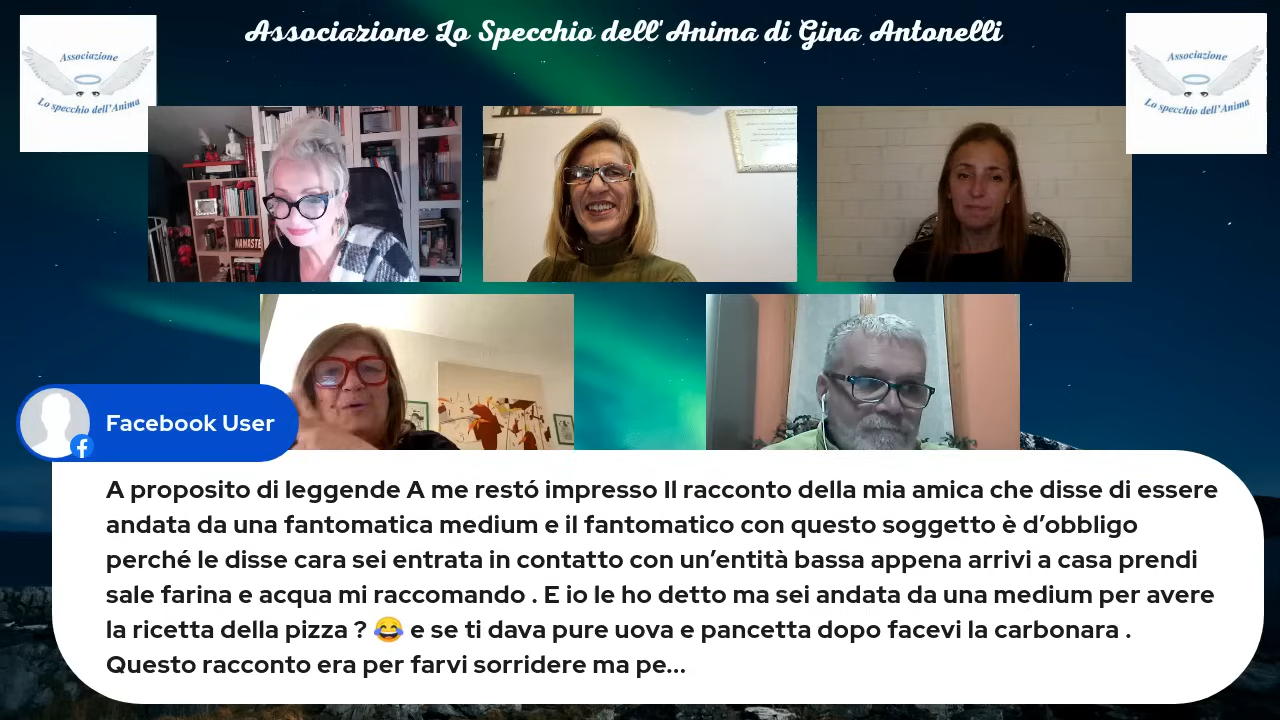 Associazione Lo Specchio dell'Anima di Gina Antonelli
Associazione
Lo specchio dell'Anima
Associazione
Lo specchio dell'Anima
NAMASTE
Facebook User
A proposito di leggende A me restó impresso Il racconto della mia amica che disse di essere
andata da una fantomatica medium e il fantomatico con questo soggetto è d’obbligo
perché le disse cara sei entrata in contatto con un’entità bassa appena arrivi a casa prendi
sale farina e acqua mi raccomando . E io le ho detto ma sei andata da una medium per avere
la ricetta della pizza ? 😂 e se ti dava pure uova e pancetta dopo facevi la carbonara .
Questo racconto era per farvi sorridere ma pe...